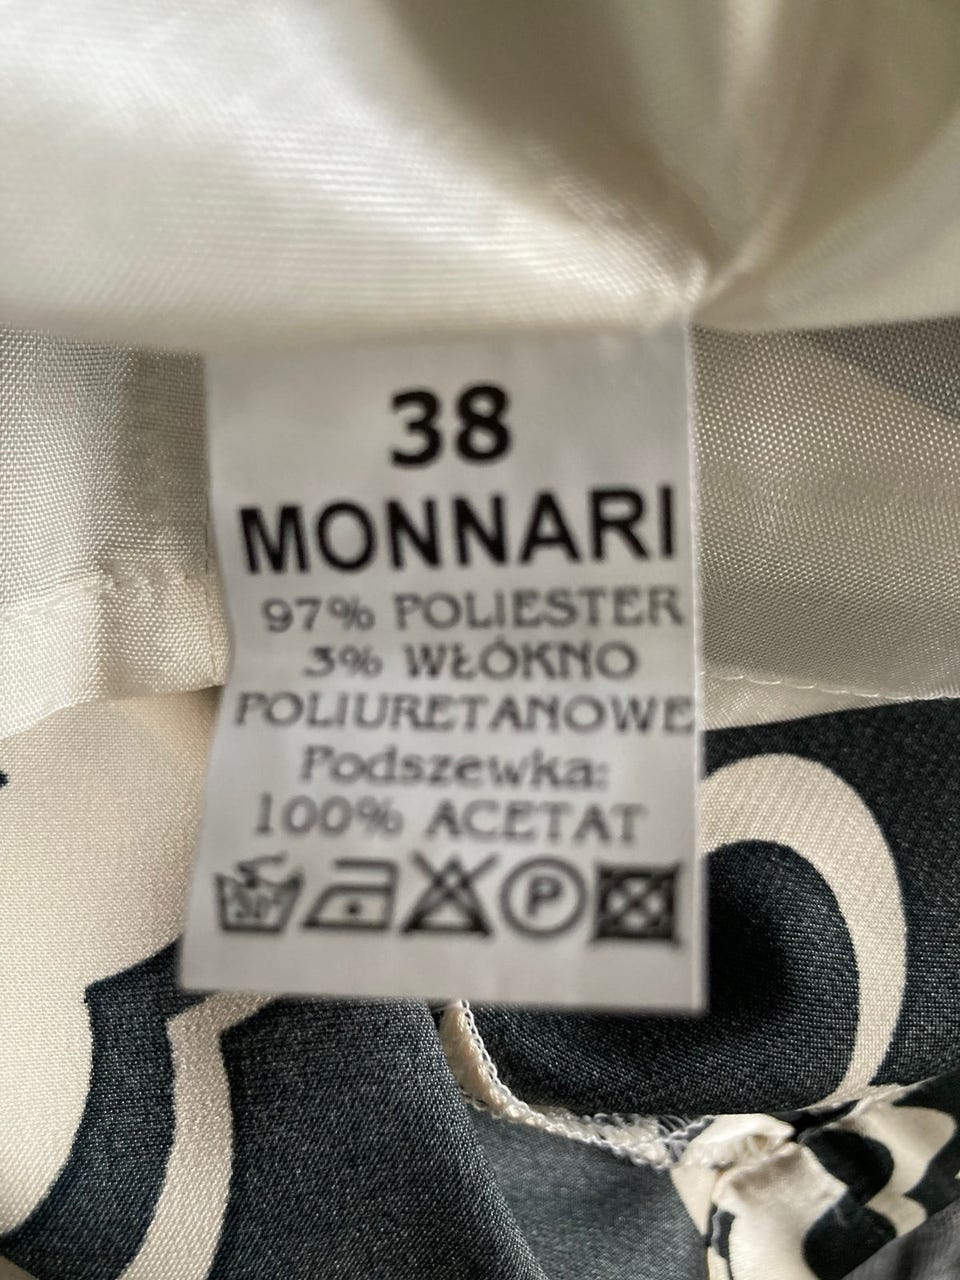 38
MONNARI
97% POLIESTER
3% WŁÓKNO
POLIURETANOWE
Podszewka:
100% ACETAT
P